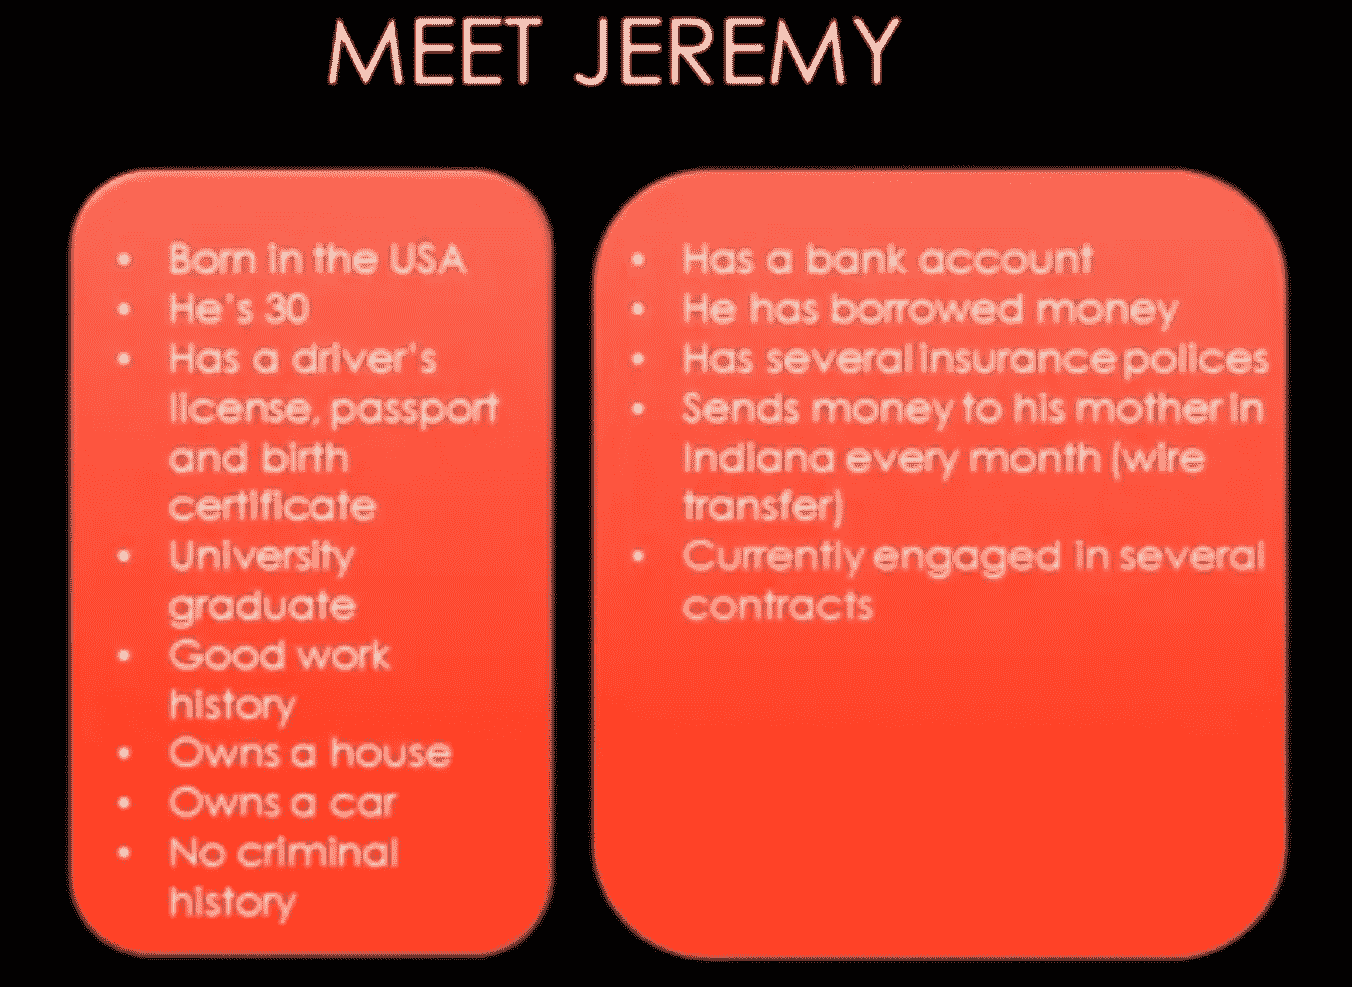 MEET JEREMY
• Born in the USA
• He's 30
• Has a driver's
license, passport
and birth
certificate
• University
graduate
• Good work
history
• Owns a house
• Owns a car
• No criminal
history
• Has a bank account
• He has borrowed money
• Has several insurance polices
• Sends money to his mother in
Indiana every month (wire
transfer)
• Currently engaged in several
contracts